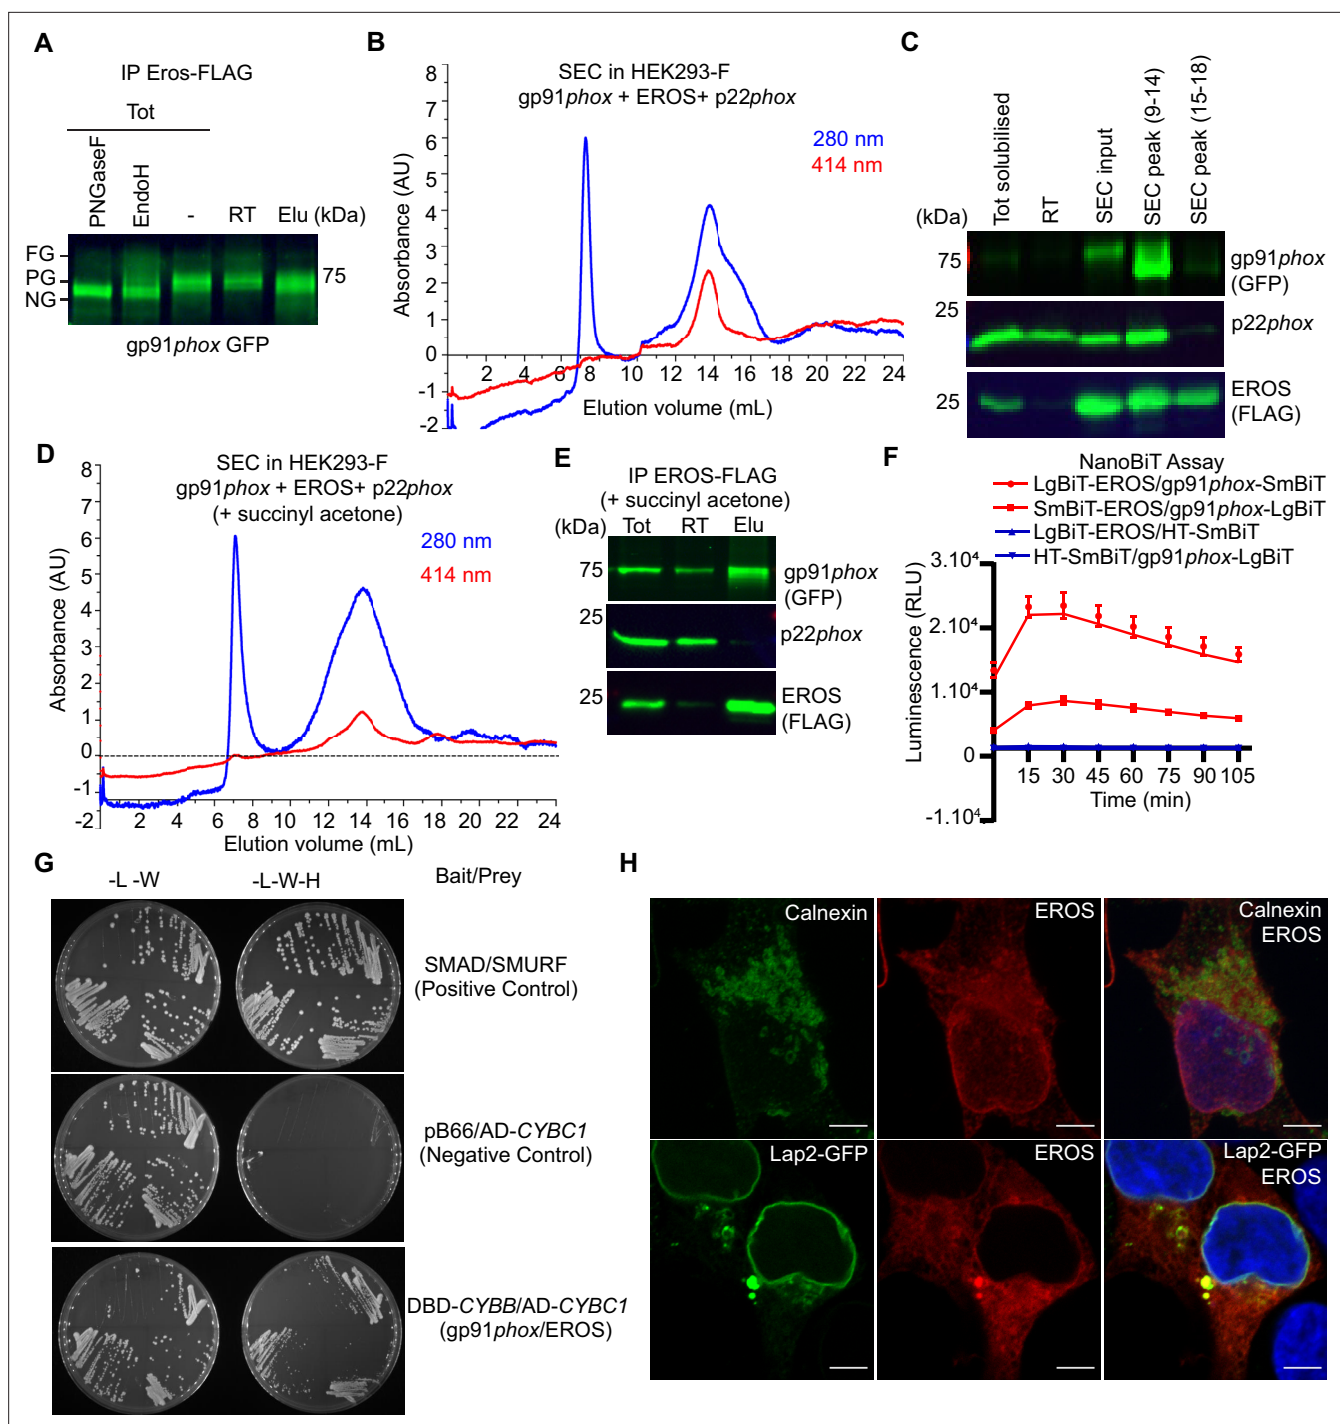 A
IP Eros-FLAG
Tot
PNGaseF
EndoH
-
RT
Elu (kDa)
FG
PG
NG
75
gp91phox GFP
B
SEC in HEK293-F
gp91phox + EROS+ p22phox
280 nm
414 nm
Absorbance (AU)
8
7
6
5
4
3
2
1
0
-1
-2
2 4 6 8 10 12 14 16 18 20 22 24
Elution volume (mL)
C
Tot solubilised
RT
SEC input
SEC peak (9-14)
SEC peak (15-18)
(kDa)
75
gp91phox
(GFP)
25
p22phox
25
EROS
(FLAG)
D
SEC in HEK293-F
gp91phox + EROS+ p22phox
(+ succinyl acetone)
280 nm
414 nm
Absorbance (AU)
8
7
6
5
4
3
2
1
0
-1
-2
2 4 6 8 10 12 14 16 18 20 22 24
Elution volume (mL)
E
IP EROS-FLAG
(+ succinyl acetone)
(kDa) Tot RT Elu
75
gp91phox
(GFP)
25
p22phox
25
EROS
(FLAG)
F
NanoBiT Assay
LgBiT-EROS/gp91phox-SmBiT
SmBiT-EROS/gp91phox-LgBiT
LgBiT-EROS/HT-SmBiT
HT-SmBiT/gp91phox-LgBiT
Luminescence (RLU)
3.10⁴
2.10⁴
1.10⁴
0
-1.10⁴
15 30 45 60 75 90 105
Time (min)
G
-L -W
-L-W-H
Bait/Prey
SMAD/SMURF
(Positive Control)
pB66/AD-CYBC1
(Negative Control)
DBD-CYBB/AD-CYBC1
(gp91phox/EROS)
H
Calnexin
EROS
Calnexin
EROS
Lap2-GFP
EROS
Lap2-GFP
EROS